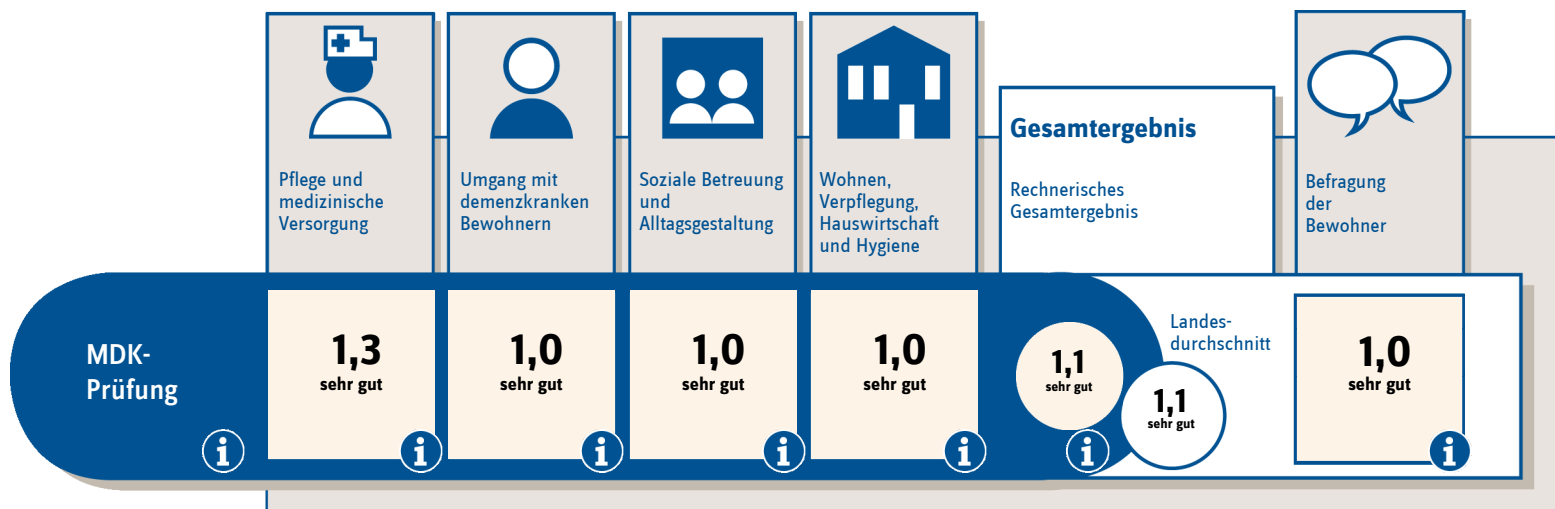 Pflege und
medizinische
Versorgung
Umgang mit
demenzkranken
Bewohnern
Soziale Betreuung
und
Alltagsgestaltung
Wohnen,
Verpflegung,
Hauswirtschaft
und Hygiene
Gesamtergebnis
Rechnerisches
Gesamtergebnis
Befragung
der
Bewohner
MDK-
Prüfung
i
1,3
sehr gut
i
1,0
sehr gut
i
1,0
sehr gut
i
1,0
sehr gut
i
1,1
sehr gut
i
Landes-
durchschnitt
1,1
sehr gut
1,0
sehr gut
i